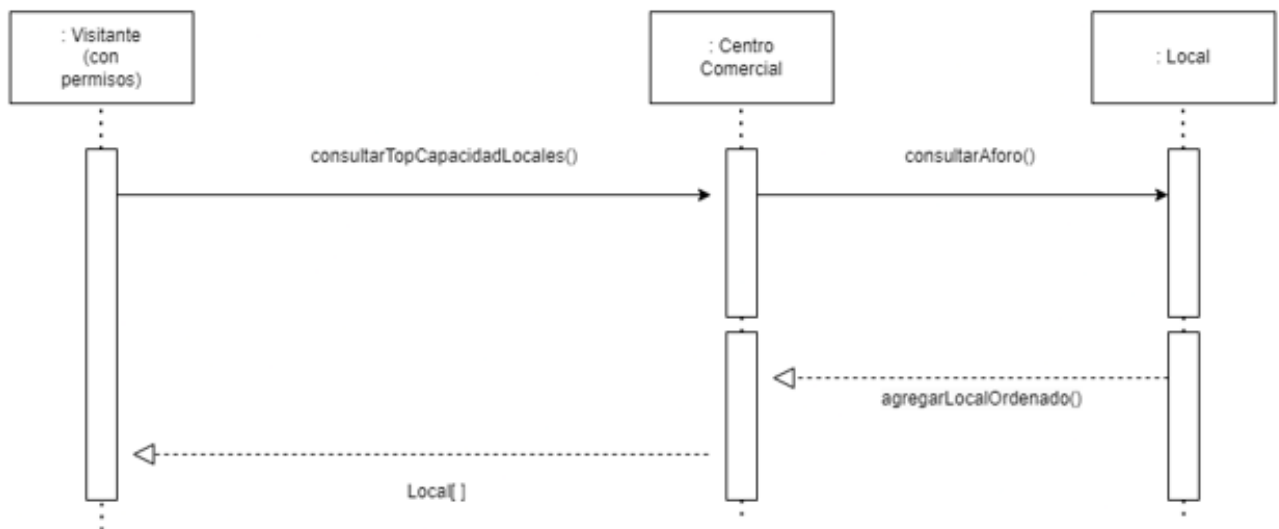 : Visitante
(con
permisos)
: Centro
Comercial
: Local
consultarTopCapacidadLocales()
consultarAforo()
agregarLocalOrdenado()
Local[ ]